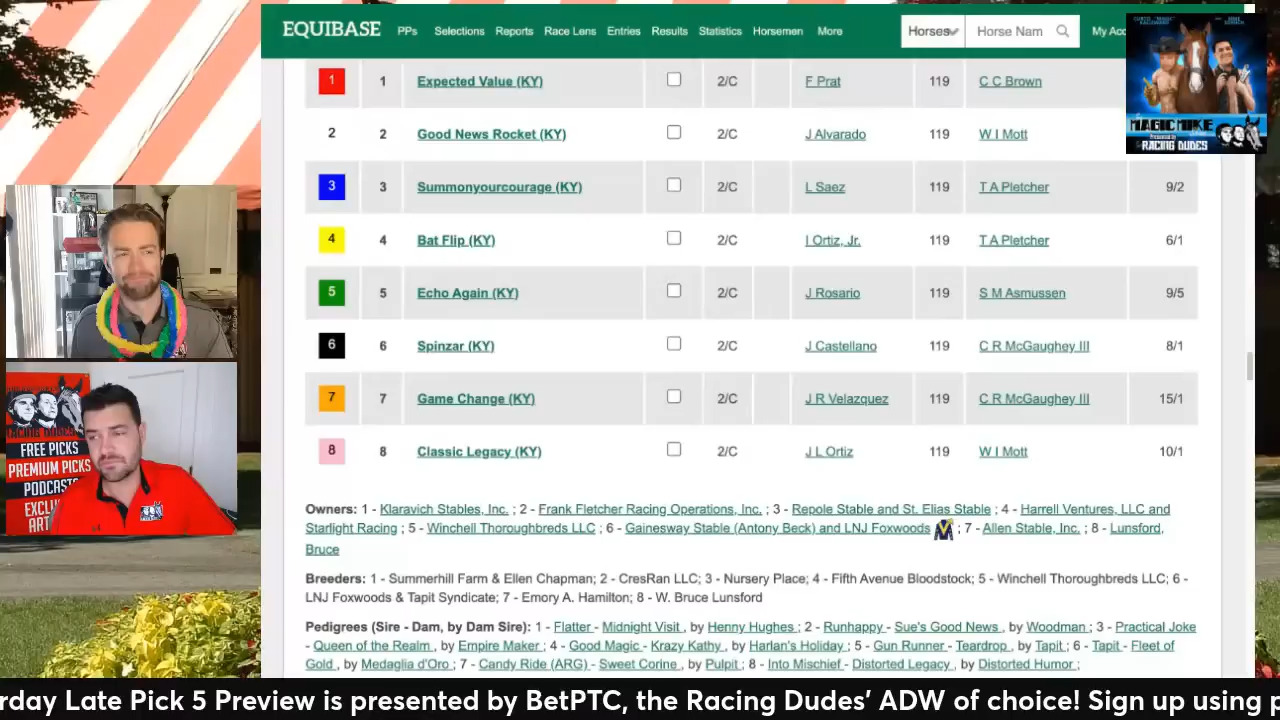 EQUIBASE PPs Selections Reports Race Lens Entries Results Statistics Horsemen More Horses Horse Nam My Acc
1 1 Expected Value (KY) 2/C F Prat 119 C C Brown
2 2 Good News Rocket (KY) 2/C J Alvarado 119 W I Mott
3 3 Summonyourcourage (KY) 2/C L Saez 119 T A Pletcher 9/2
4 4 Bat Flip (KY) 2/C I Ortiz, Jr. 119 T A Pletcher 6/1
5 5 Echo Again (KY) 2/C J Rosario 119 S M Asmussen 9/5
6 6 Spinzar (KY) 2/C J Castellano 119 C R McGaughey III 8/1
7 7 Game Change (KY) 2/C J R Velazquez 119 C R McGaughey III 15/1
8 8 Classic Legacy (KY) 2/C J L Ortiz 119 W I Mott 10/1
Owners: 1 - Klaravich Stables, Inc. ; 2 - Frank Fletcher Racing Operations, Inc. ; 3 - Repole Stable and St. Elias Stable ; 4 - Harrell Ventures, LLC and
Starlight Racing ; 5 - Winchell Thoroughbreds LLC ; 6 - Gainesway Stable (Antony Beck) and LNJ Foxwoods ; 7 - Allen Stable, Inc. ; 8 - Lunsford,
Bruce
Breeders: 1 - Summerhill Farm & Ellen Chapman; 2 - CresRan LLC; 3 - Nursery Place; 4 - Fifth Avenue Bloodstock; 5 - Winchell Thoroughbreds LLC; 6 -
LNJ Foxwoods & Tapit Syndicate; 7 - Emory A. Hamilton; 8 - W. Bruce Lunsford
Pedigrees (Sire - Dam, by Dam Sire): 1 - Flatter - Midnight Visit , by Henny Hughes ; 2 - Runhappy - Sue's Good News , by Woodman ; 3 - Practical Joke
- Queen of the Realm , by Empire Maker ; 4 - Good Magic - Krazy Kathy , by Harlan's Holiday ; 5 - Gun Runner - Teardrop , by Tapit ; 6 - Tapit - Fleet of
Gold , by Medaglia d'Oro ; 7 - Candy Ride (ARG) - Sweet Corine , by Pulpit ; 8 - Into Mischief - Distorted Legacy , by Distorted Humor ;
MAGIC MIKE
RACING DUDES
RACING DUDES
FREE PICKS
PREMIUM PICKS
PODCASTS
rday Late Pick 5 Preview is presented by BetPTC, the Racing Dudes’ ADW of choice! Sign up using p